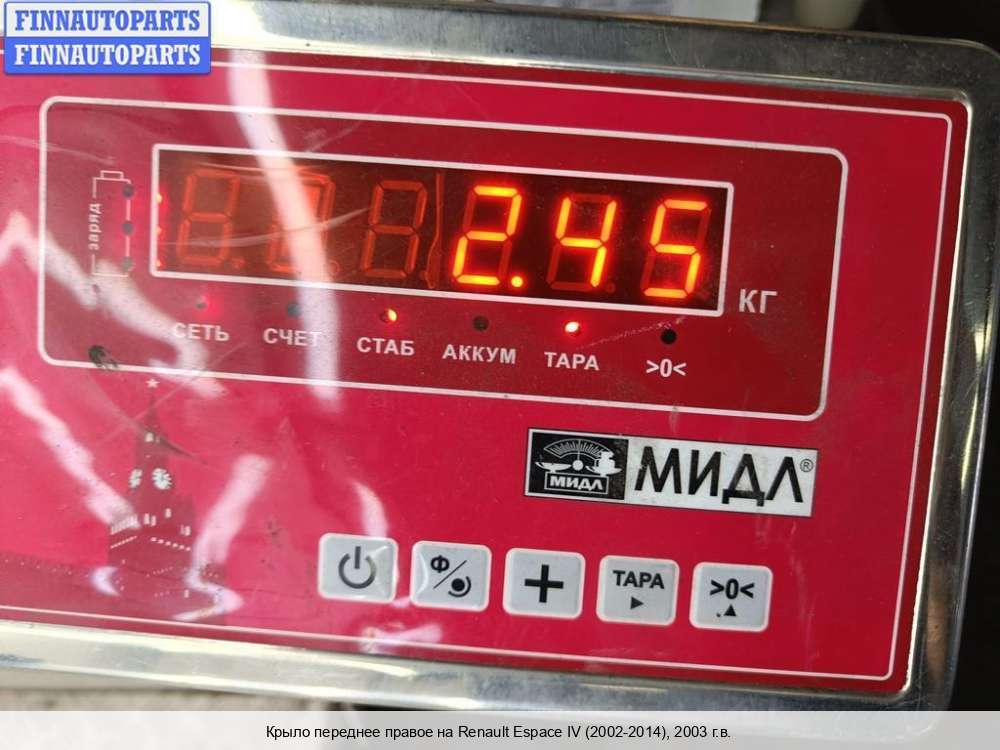 FINNAUTOPARTS
FINNAUTOPARTS
заряд
2.45
КГ
СЕТЬ СЧЕТ СТАБ АККУМ ТАРА >0<
МИДЛ МИДЛ®
Ф + ТАРА >0<
Крыло переднее правое на Renault Espace IV (2002-2014), 2003 г.в.